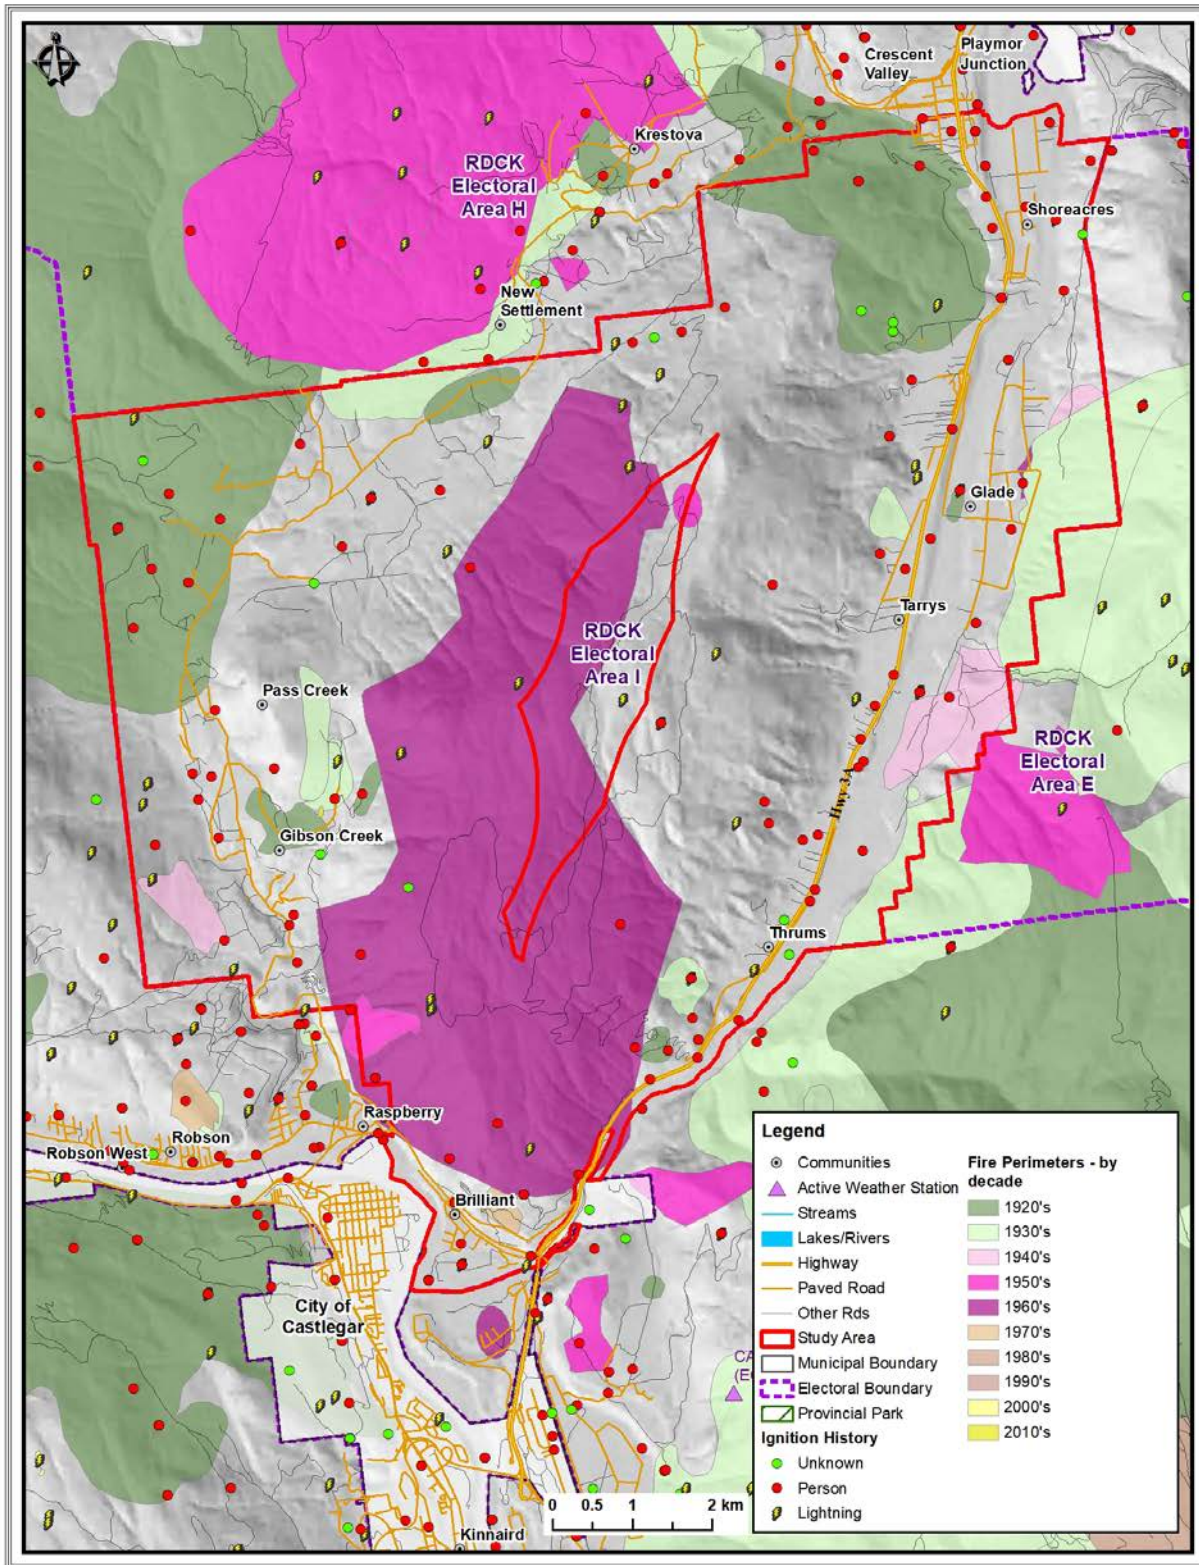 Crescent
Valley
Playmor
Junction
Krestova
RDCK
Electoral
Area H
Shoreacres
New
Settlement
Glade
Tarrys
RDCK
Electoral
Area I
Pass Creek
RDCK
Electoral
Area E
Hwy 3A
Gibson Creek
Thrums
Raspberry
Robson
Robson West
Brilliant
City of
Castlegar
CA
(E
Kinnaird
0 0.5 1 2 km
Legend
Communities
Active Weather Station
Streams
Lakes/Rivers
Highway
Paved Road
Other Rds
Study Area
Municipal Boundary
Electoral Boundary
Provincial Park
Ignition History
Unknown
Person
Lightning
Fire Perimeters - by
decade
1920's
1930's
1940's
1950's
1960's
1970's
1980's
1990's
2000's
2010's